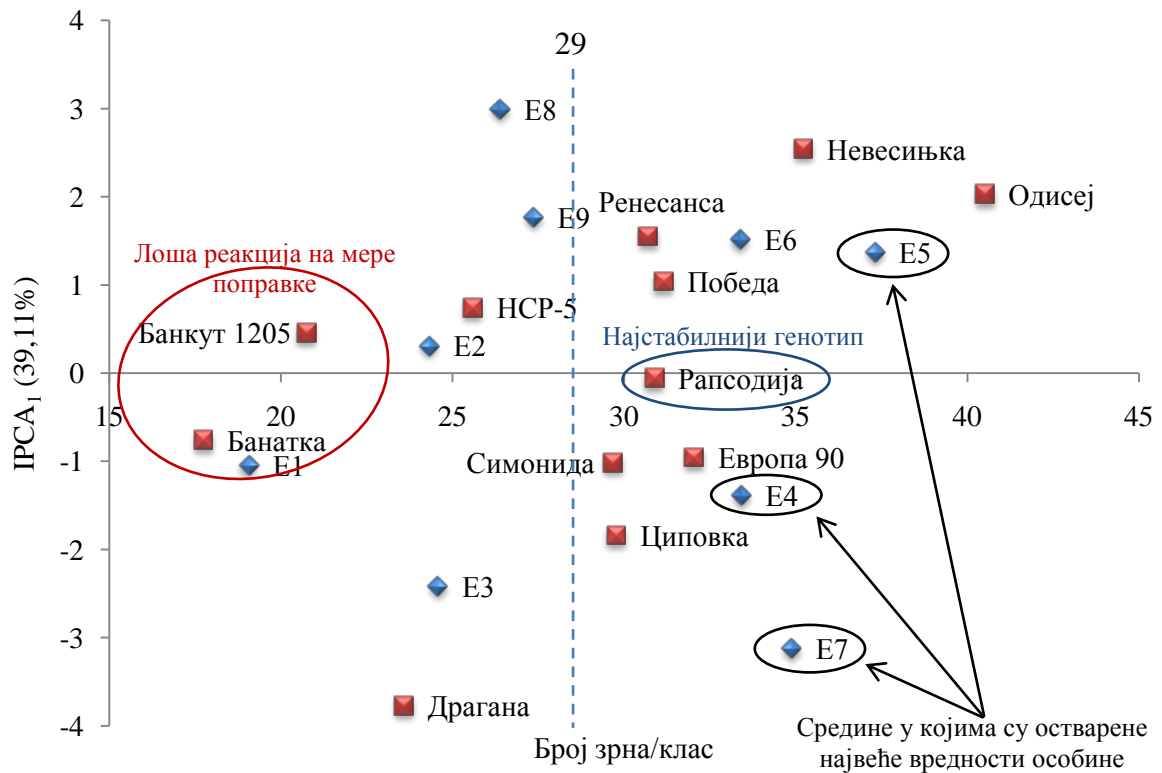 4
29
3
E8
Невесињка
2
E9
Ренесанса
E6
Одисеј
E5
Лоша реакција на мере
поправке
1
Победа
НСР-5
Банкут 1205
E2
Најстабилнији генотип
0
Рапсодија
15
20
25
30
35
40
45
Банатка
E1
-1
Симонида
Европа 90
E4
Циповка
-2
E3
-3
E7
Драгана
-4
Број зрна/клас
Средине у којима су остварене
највеће вредности особине
IPCA1 (39,11%)